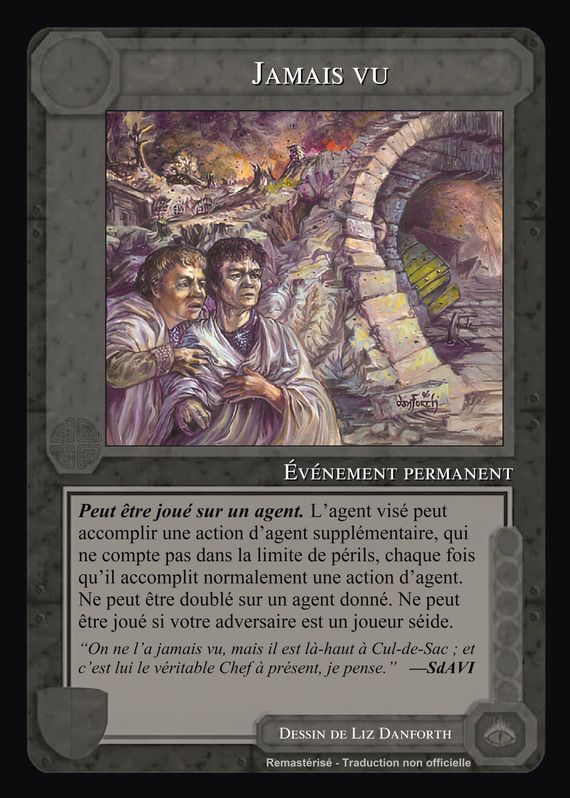 Jamais vu
96
danforth
Événement permanent
Peut être joué sur un agent. L’agent visé peut
accomplir une action d’agent supplémentaire, qui
ne compte pas dans la limite de périls, chaque fois
qu’il accomplit normalement une action d’agent.
Ne peut être doublé sur un agent donné. Ne peut
être joué si votre adversaire est un joueur séide.
“On ne l’a jamais vu, mais il est là-haut à Cul-de-Sac ; et
c’est lui le véritable Chef à présent, je pense.” —SdAVI
Dessin de Liz Danforth
Remastérisé - Traduction non officielle